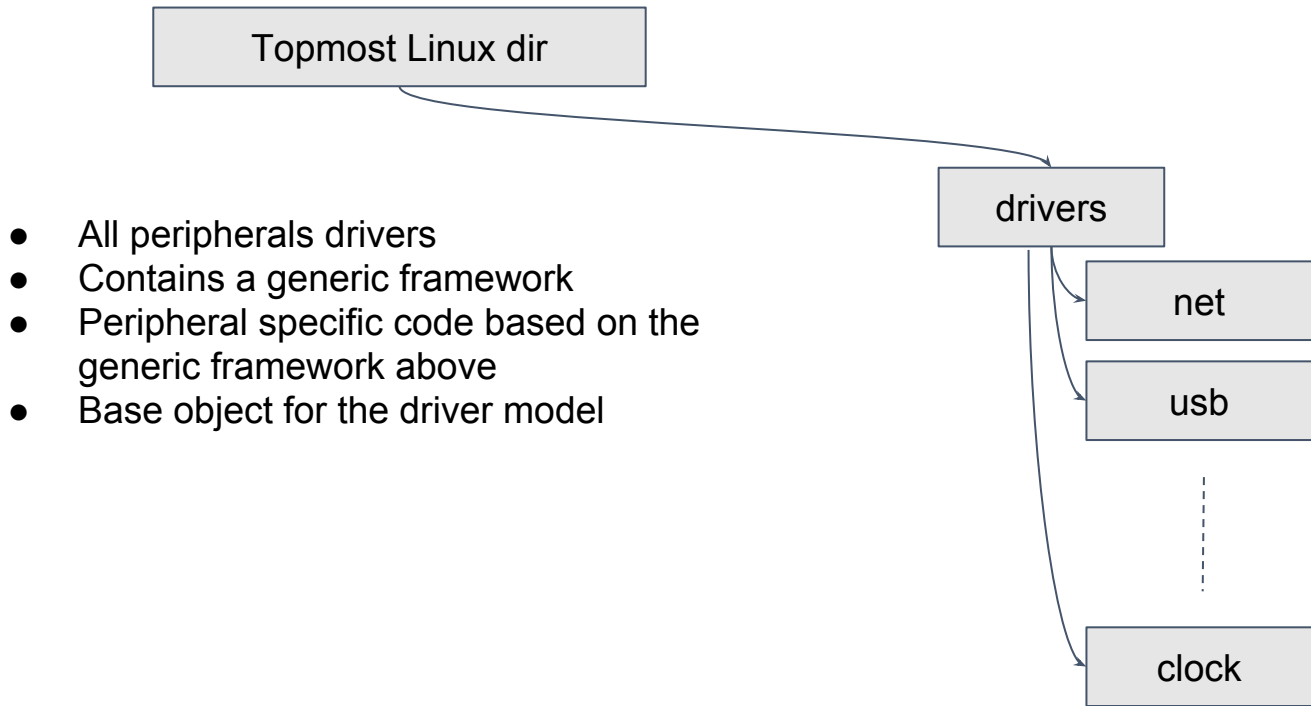 Topmost Linux dir
drivers
● All peripherals drivers
● Contains a generic framework
● Peripheral specific code based on the
generic framework above
● Base object for the driver model
net
usb
clock